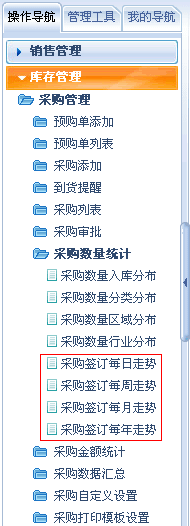 操作导航 管理工具 我的导航
销售管理
库存管理
采购管理
预购单添加
预购单列表
采购添加
到货提醒
采购列表
采购审批
采购数量统计
采购数量入库分布
采购数量分类分布
采购数量区域分布
采购数量行业分布
采购签订每日走势
采购签订每周走势
采购签订每月走势
采购签订每年走势
采购金额统计
采购数据汇总
采购自定义设置
采购打印模板设置